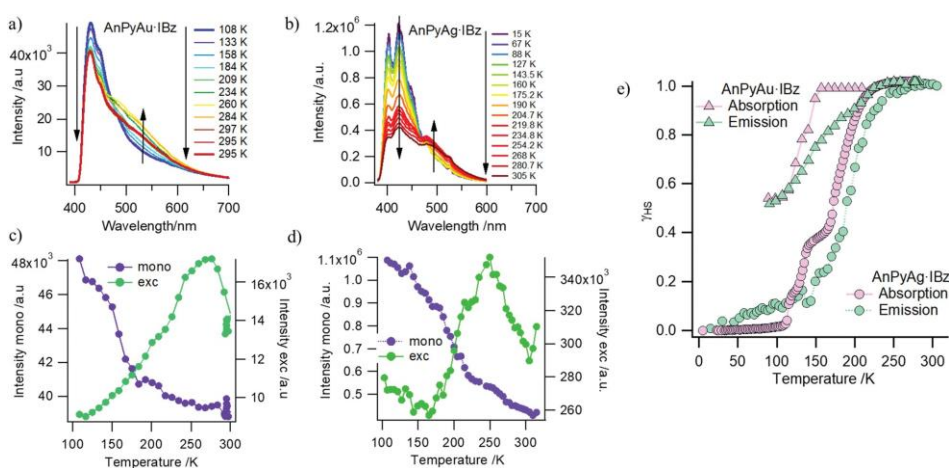 a)
AnPyAu·IBz
40x10³
30
20
10
Intensity /a.u
108 K
133 K
158 K
184 K
209 K
234 K
260 K
284 K
297 K
295 K
295 K
400 500 600 700
Wavelength/nm
b)
AnPyAg·IBz
1.2x10⁶
1.0
0.8
0.6
0.4
0.2
0.0
Intensity /a.u.
15 K
67 K
88 K
127 K
143.5 K
160 K
175.2 K
190 K
204.7 K
219.8 K
234.8 K
254.2 K
268 K
280.7 K
305 K
400 500 600 700
Wavelength/nm
c)
48x10³
46
44
42
40
Intensity mono /a.u
mono
exc
16x10³
14
12
10
Intensity exc /a.u
100 150 200 250 300
Temperature /K
d)
1.1x10⁶
1.0
0.9
0.8
0.7
0.6
0.5
Intensity mono /a.u.
mono
exc
340x10³
320
300
280
260
Intensity exc /a.u.
100 150 200 250 300
Temperature /K
e)
1.0
0.8
0.6
0.4
0.2
0.0
γHS
AnPyAu·IBz
Absorption
Emission
AnPyAg·IBz
Absorption
Emission
0 50 100 150 200 250 300
Temperature /K